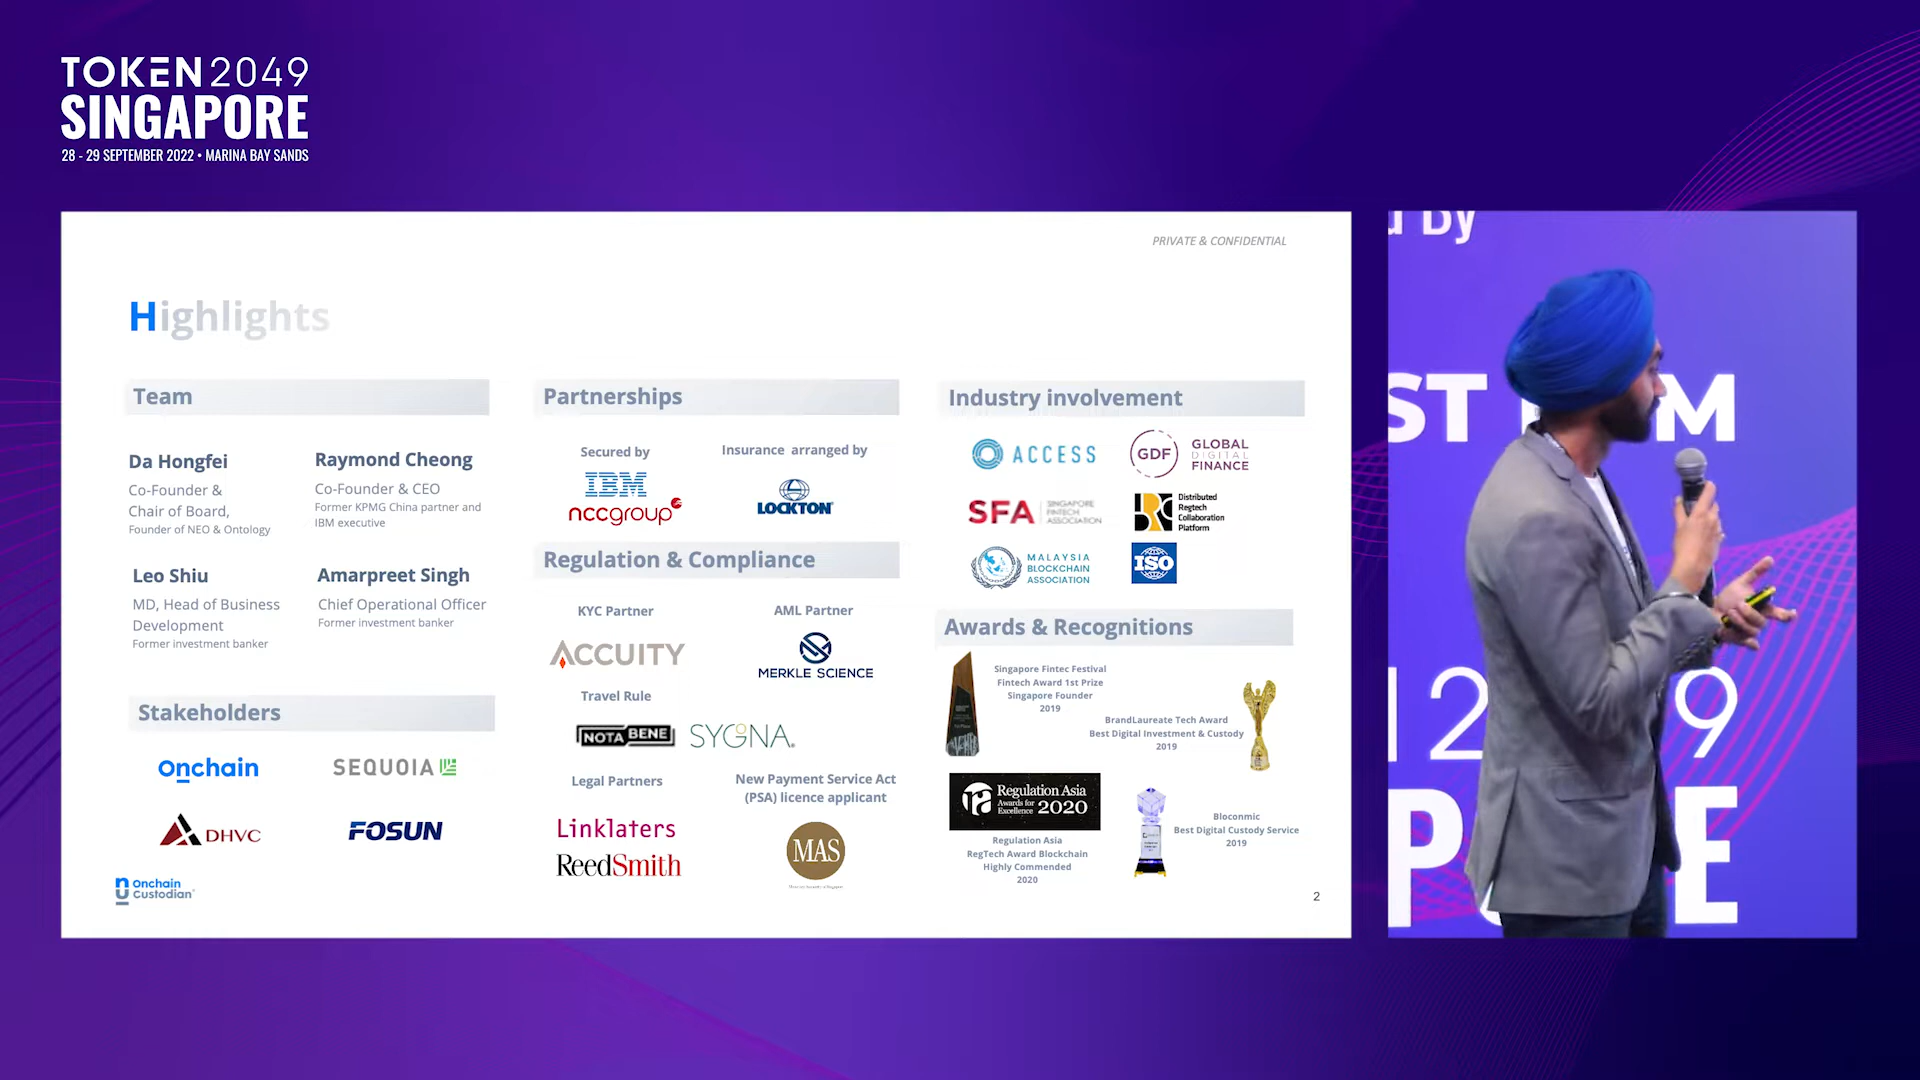 TOKEN2049
SINGAPORE
28 - 29 SEPTEMBER 2022 • MARINA BAY SANDS
PRIVATE & CONFIDENTIAL
Highlights
Team
Da Hongfei
Co-Founder &
Chair of Board,
Founder of NEO & Ontology
Raymond Cheong
Co-Founder & CEO
Former KPMG China partner and
IBM executive
Leo Shiu
MD, Head of Business
Development
Former investment banker
Amarpreet Singh
Chief Operational Officer
Former investment banker
Stakeholders
Onchain
SEQUOIA
DHVC
FOSUN
Onchain
Custodian
Partnerships
Secured by
IBM
nccgroup
Insurance arranged by
LOCKTON
Regulation & Compliance
KYC Partner
ACCUITY
AML Partner
MERKLE SCIENCE
Travel Rule
NOTA BENE
SYGNA
Legal Partners
Linklaters
ReedSmith
New Payment Service Act
(PSA) licence applicant
MAS
Industry involvement
ACCESS
GDF
GLOBAL
DIGITAL
FINANCE
SFA
SINGAPORE
FINTECH
ASSOCIATION
Distributed
Regtech
Collaboration
Platform
MALAYSIA
BLOCKCHAIN
ASSOCIATION
ISO
Awards & Recognitions
Singapore Fintec Festival
Fintech Award 1st Prize
Singapore Founder
2019
BrandLaureate Tech Award
Best Digital Investment & Custody
2019
ra
Regulation Asia
Awards for
Excellence 2020
Regulation Asia
RegTech Award Blockchain
Highly Commended
2020
Bloconmic
Best Digital Custody Service
2019
2
By
ST
M
12
9
P
E